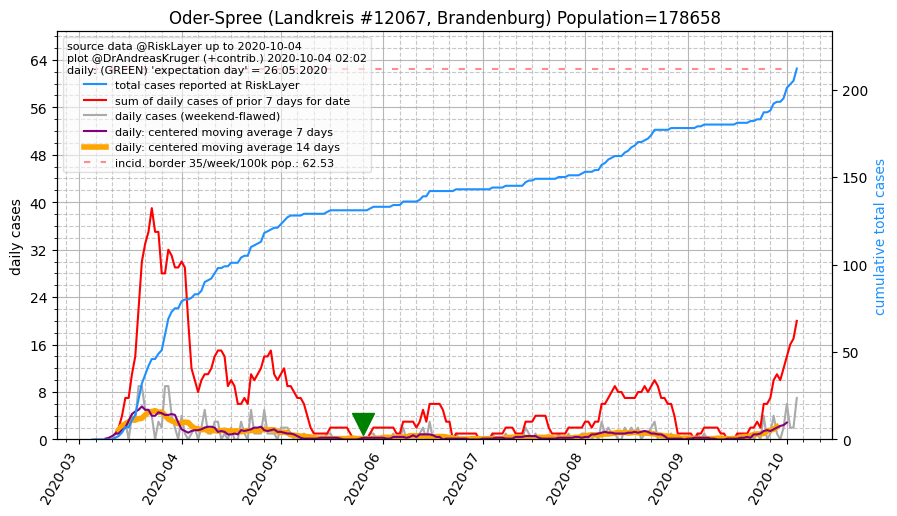 Oder-Spree (Landkreis #12067, Brandenburg) Population=178658
source data @RiskLayer up to 2020-10-04
plot @DrAndreasKruger (+contrib.) 2020-10-04 02:02
daily: (GREEN) 'expectation day' = 26.05.2020
total cases reported at RiskLayer
sum of daily cases of prior 7 days for date
daily cases (weekend-flawed)
daily: centered moving average 7 days
daily: centered moving average 14 days
incid. border 35/week/100k pop.: 62.53
daily cases
64
56
48
40
32
24
16
8
0
cumulative total cases
200
150
100
50
0
2020-03
2020-04
2020-05
2020-06
2020-07
2020-08
2020-09
2020-10